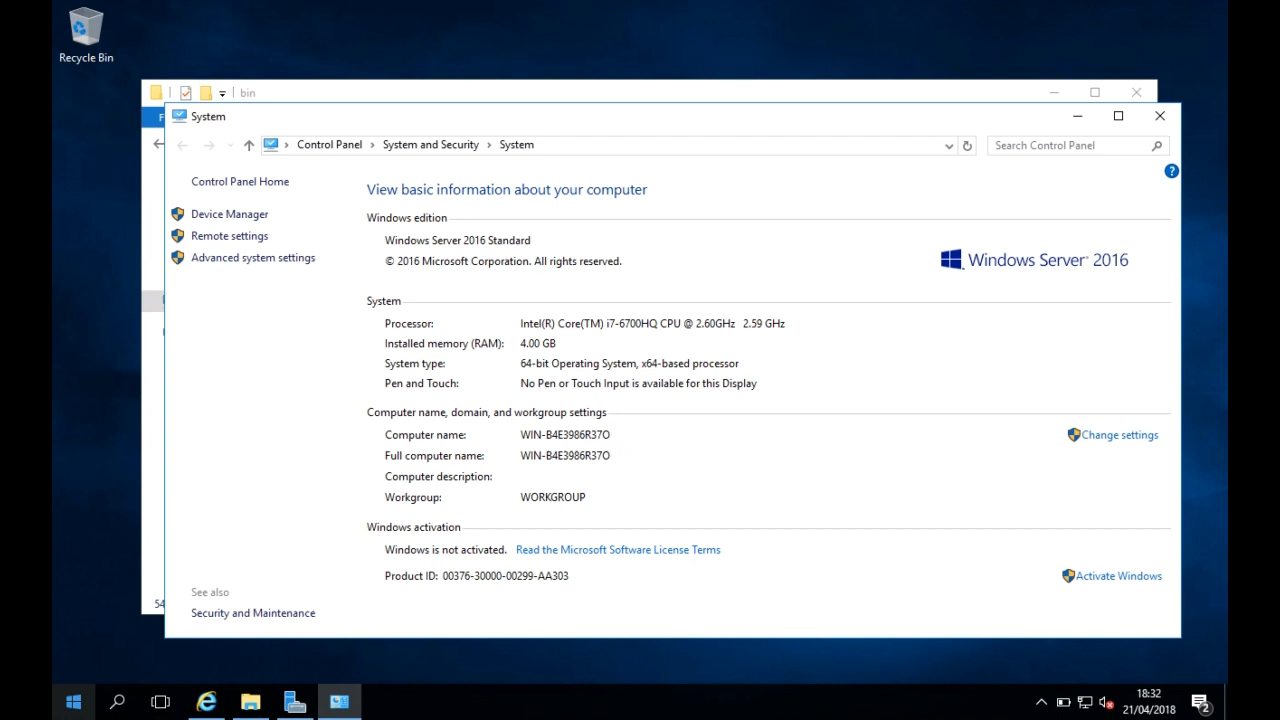 Recycle Bin
bin
F
System
Control Panel > System and Security > System
Search Control Panel
Control Panel Home
Device Manager
Remote settings
Advanced system settings
View basic information about your computer
Windows edition
Windows Server 2016 Standard
© 2016 Microsoft Corporation. All rights reserved.
Windows Server® 2016
System
Processor: Intel(R) Core(TM) i7-6700HQ CPU @ 2.60GHz 2.59 GHz
Installed memory (RAM): 4.00 GB
System type: 64-bit Operating System, x64-based processor
Pen and Touch: No Pen or Touch Input is available for this Display
Computer name, domain, and workgroup settings
Computer name: WIN-B4E3986R37O
Change settings
Full computer name: WIN-B4E3986R37O
Computer description:
Workgroup: WORKGROUP
Windows activation
Windows is not activated. Read the Microsoft Software License Terms
Product ID: 00376-30000-00299-AA303
Activate Windows
See also
Security and Maintenance
54
18:32
21/04/2018
2